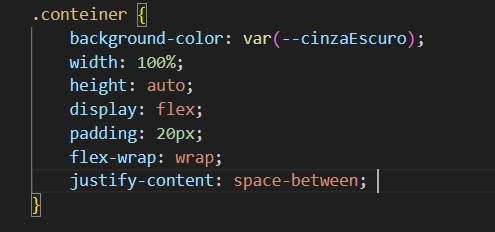 .conteiner {
    background-color: var(--cinzaEscuro);
    width: 100%;
    height: auto;
    display: flex;
    padding: 20px;
    flex-wrap: wrap;
    justify-content: space-between;
}